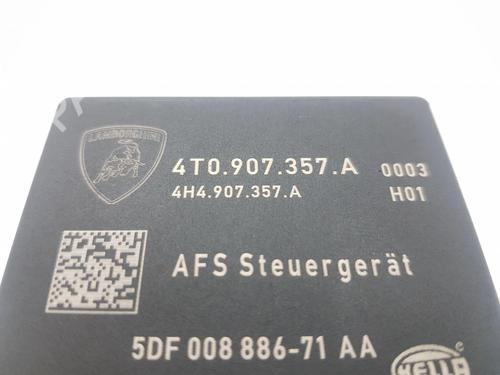 LAMBORGHINI
4T0.907.357.A 0003
4H4.907.357.A H01
AFS Steuergerät
5DF 008 886-71 AA
HELLA